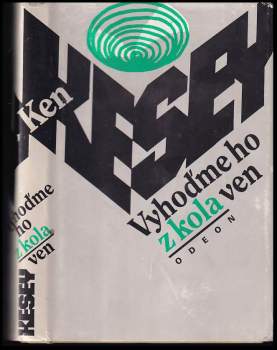 Ken
KESEY
Vyhoďme ho
z kola ven
ODEON
Vyhoďme
ho
z kola
ven
KESEY